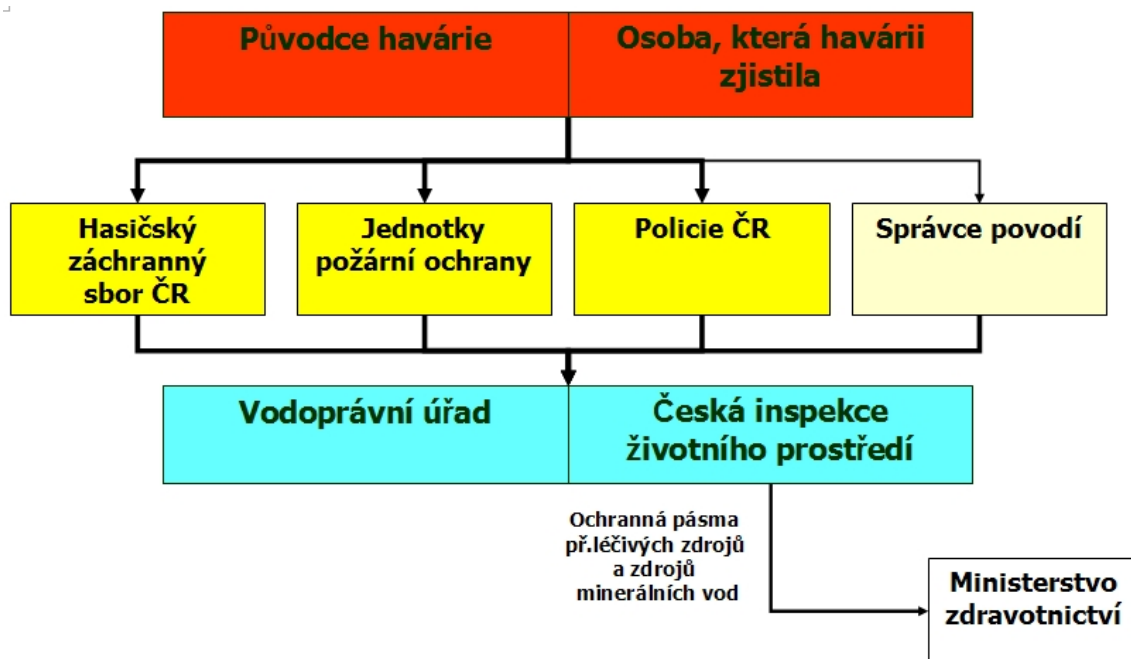 Původce havárie
Osoba, která havárii
zjistila
Hasičský
záchranný
sbor ČR
Jednotky
požární ochrany
Policie ČR
Správce povodí
Vodoprávní úřad
Česká inspekce
životního prostředí
Ochranná pásma
př.léčivých zdrojů
a zdrojů
minerálních vod
Ministerstvo
zdravotnictví